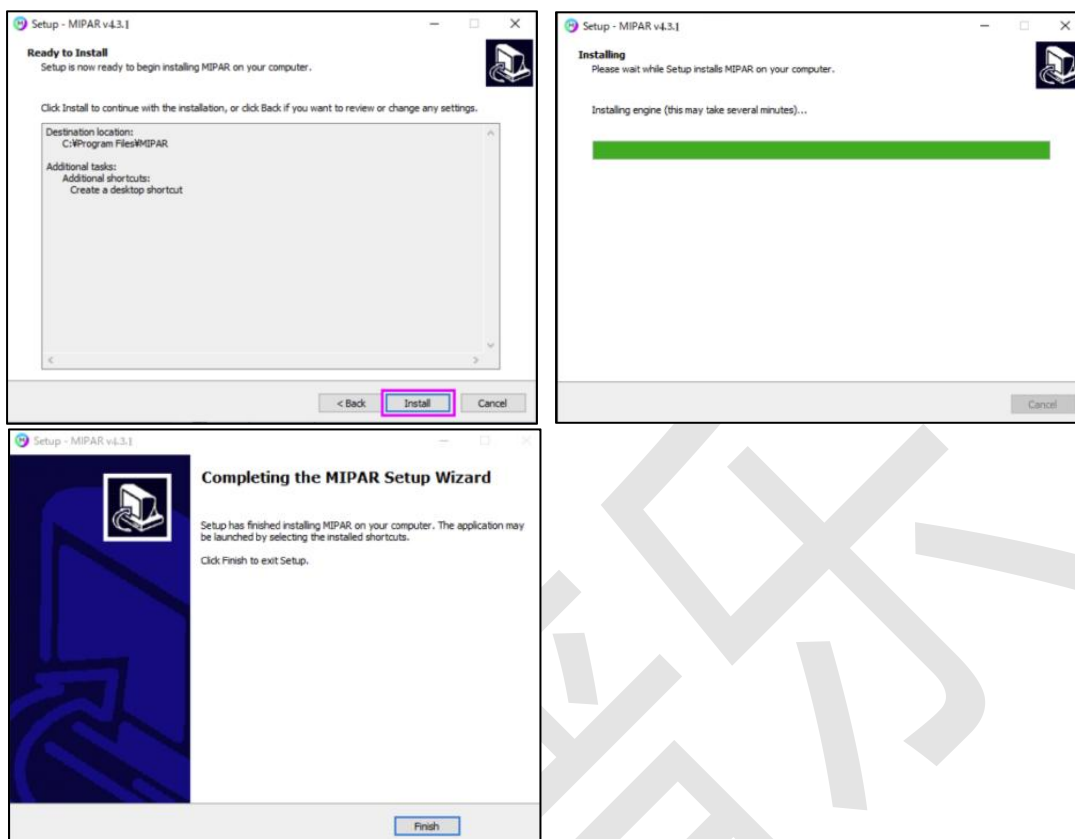 Setup - MIPAR v4.3.1
Ready to Install
Setup is now ready to begin installing MIPAR on your computer.
Click Install to continue with the installation, or click Back if you want to review or change any settings.
Destination location:
C:¥Program Files¥MIPAR
Additional tasks:
Additional shortcuts:
Create a desktop shortcut
< Back
Install
Cancel
Setup - MIPAR v4.3.1
Installing
Please wait while Setup installs MIPAR on your computer.
Installing engine (this may take several minutes)...
Cancel
Setup - MIPAR v4.3.1
Completing the MIPAR Setup Wizard
Setup has finished installing MIPAR on your computer. The application may
be launched by selecting the installed shortcuts.
Click Finish to exit Setup.
Finish